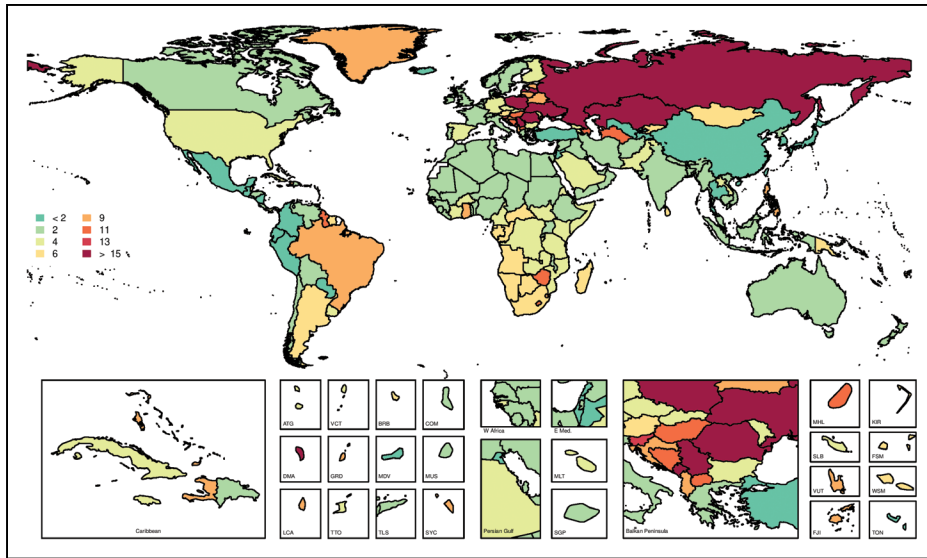 < 2 9
2 11
4 13
6 > 15
ATG VCT BRB COM
W Africa E Med.
MHL KIR
DMA GRD MDV MUS
MLT
SLB FSM
LCA TTO TLS SYC
VUT WSM
Caribbean
Persian Gulf
SGP
Balkan Peninsula
FJI TON